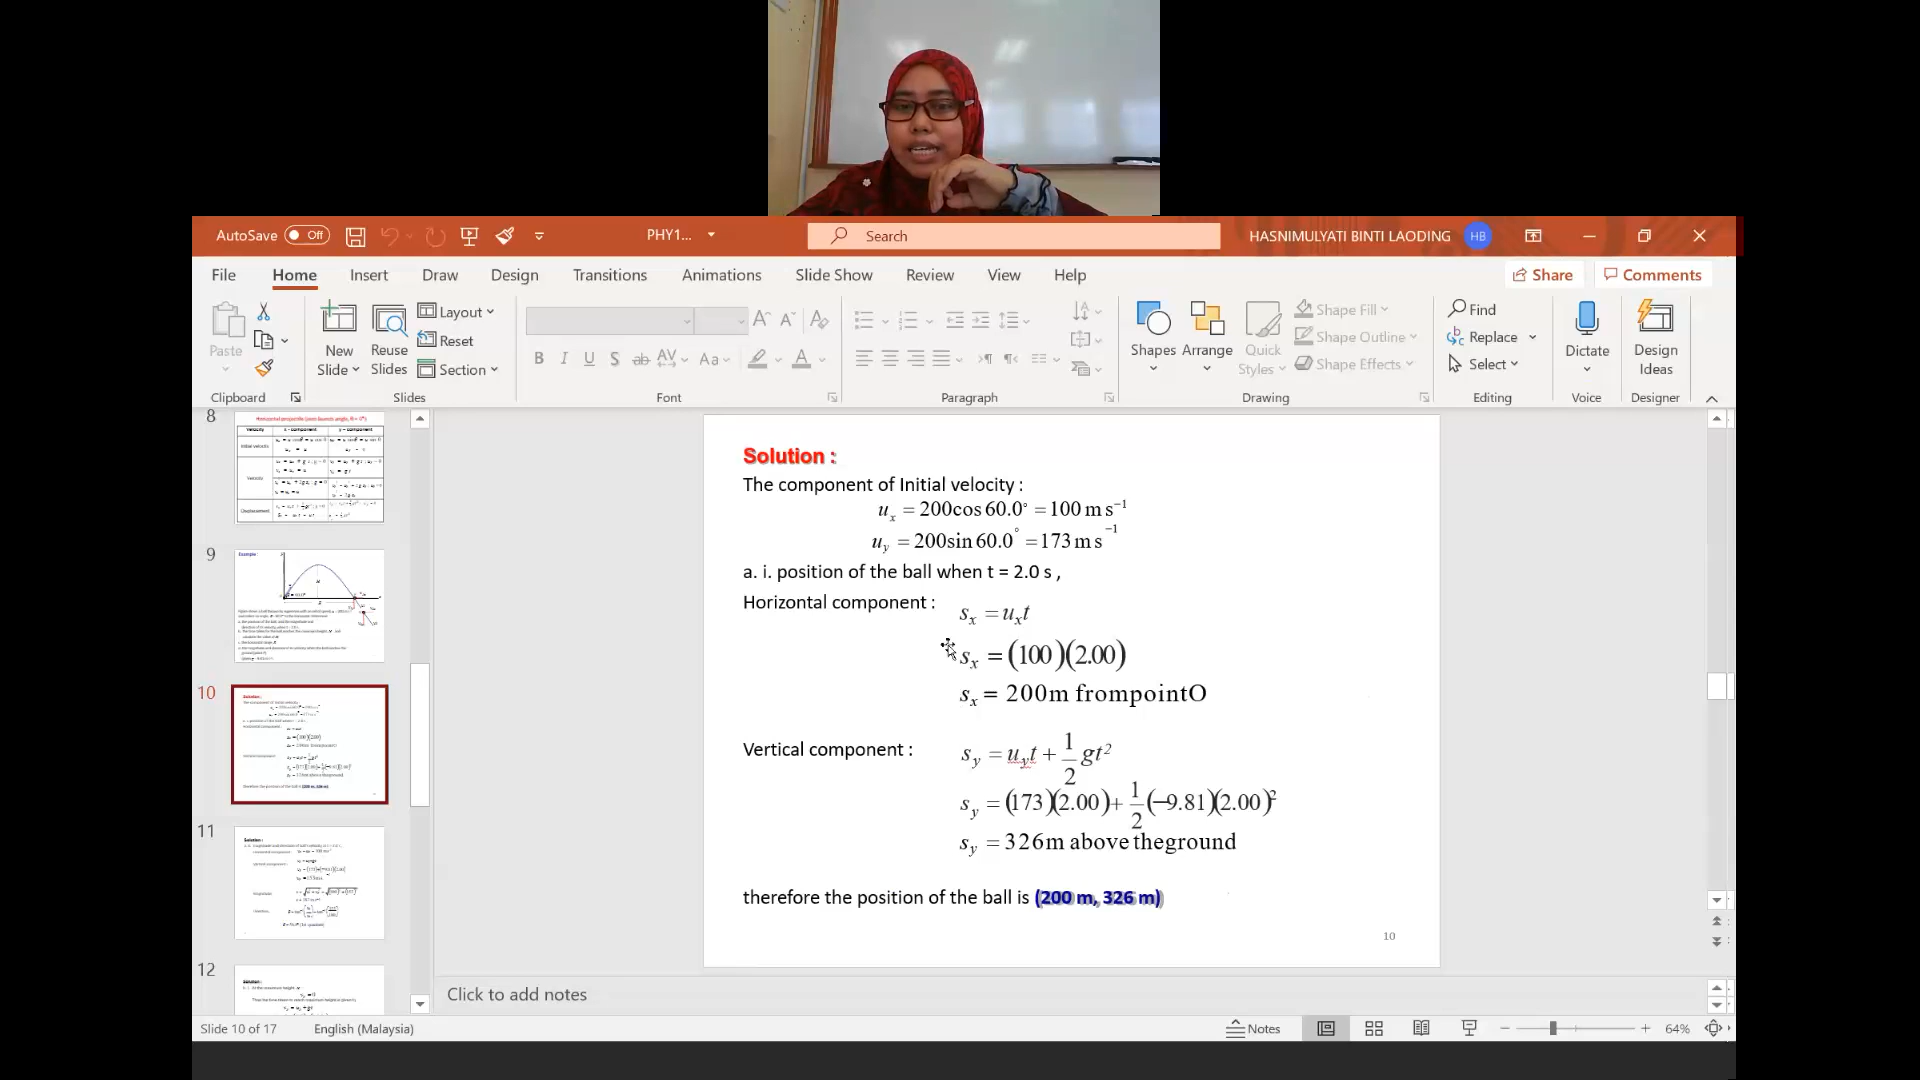 AutoSave Off PHY1... Search HASNIMULYATI BINTI LAODING HB
File Home Insert Draw Design Transitions Animations Slide Show Review View Help Share Comments
Paste New Slide Reuse Slides Layout Reset Section
Shapes Arrange Quick Styles Shape Fill Shape Outline Shape Effects
Find Replace Select Dictate Design Ideas
Clipboard Slides Font Paragraph Drawing Editing Voice Designer
8
9
10
11
12
Solution :
The component of Initial velocity :
uₓ = 200cos 60.0° = 100 m s⁻¹
u_y = 200sin 60.0° = 173 m s⁻¹
a. i. position of the ball when t = 2.0 s ,
Horizontal component : sₓ = uₓt
sₓ = (100)(2.00)
sₓ = 200m frompointO
Vertical component : s_y = u_yt + 1/2 gt²
s_y = (173)(2.00)+ 1/2 (−9.81)(2.00)²
s_y = 326m above theground
therefore the position of the ball is (200 m, 326 m)
10
Click to add notes
Slide 10 of 17 English (Malaysia) Notes 64%